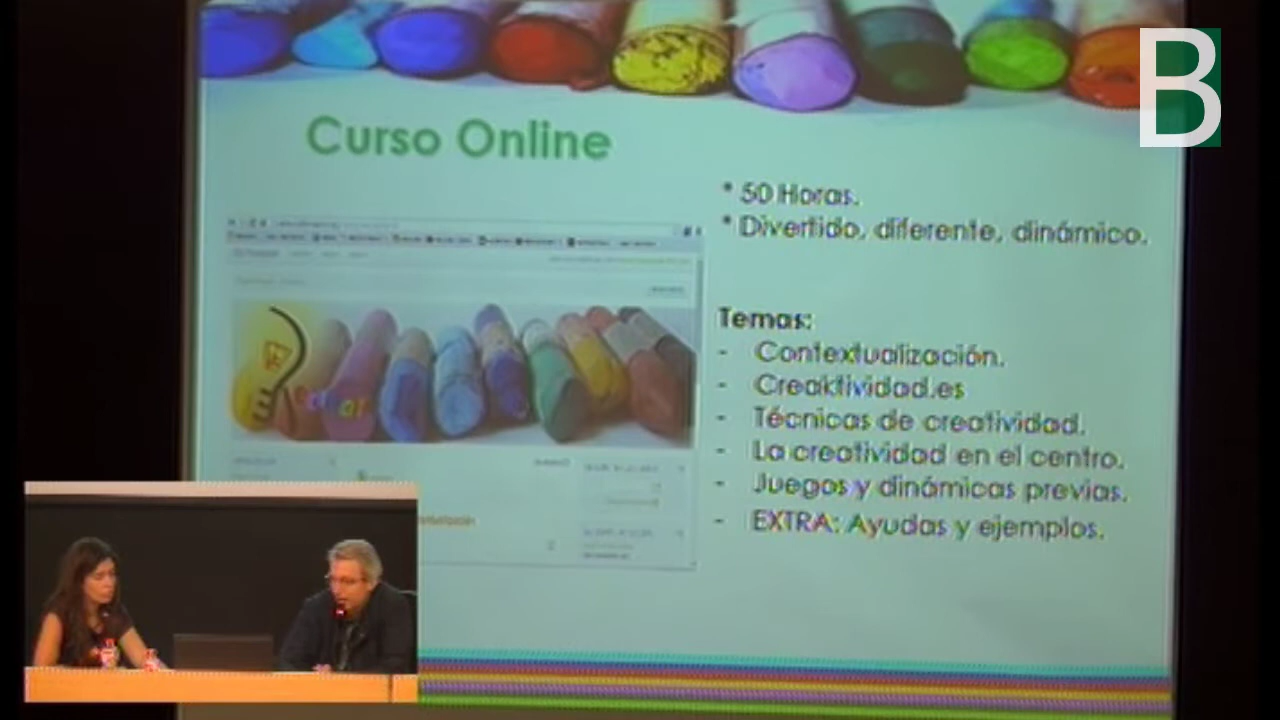 B
Curso Online
* 50 Horas.
* Divertido, diferente, dinámico.
Temas:
- Contextualización.
- Creaktividad.es
- Técnicas de creatividad.
- La creatividad en el centro.
- Juegos y dinámicas previas.
- EXTRA: Ayudas y ejemplos.